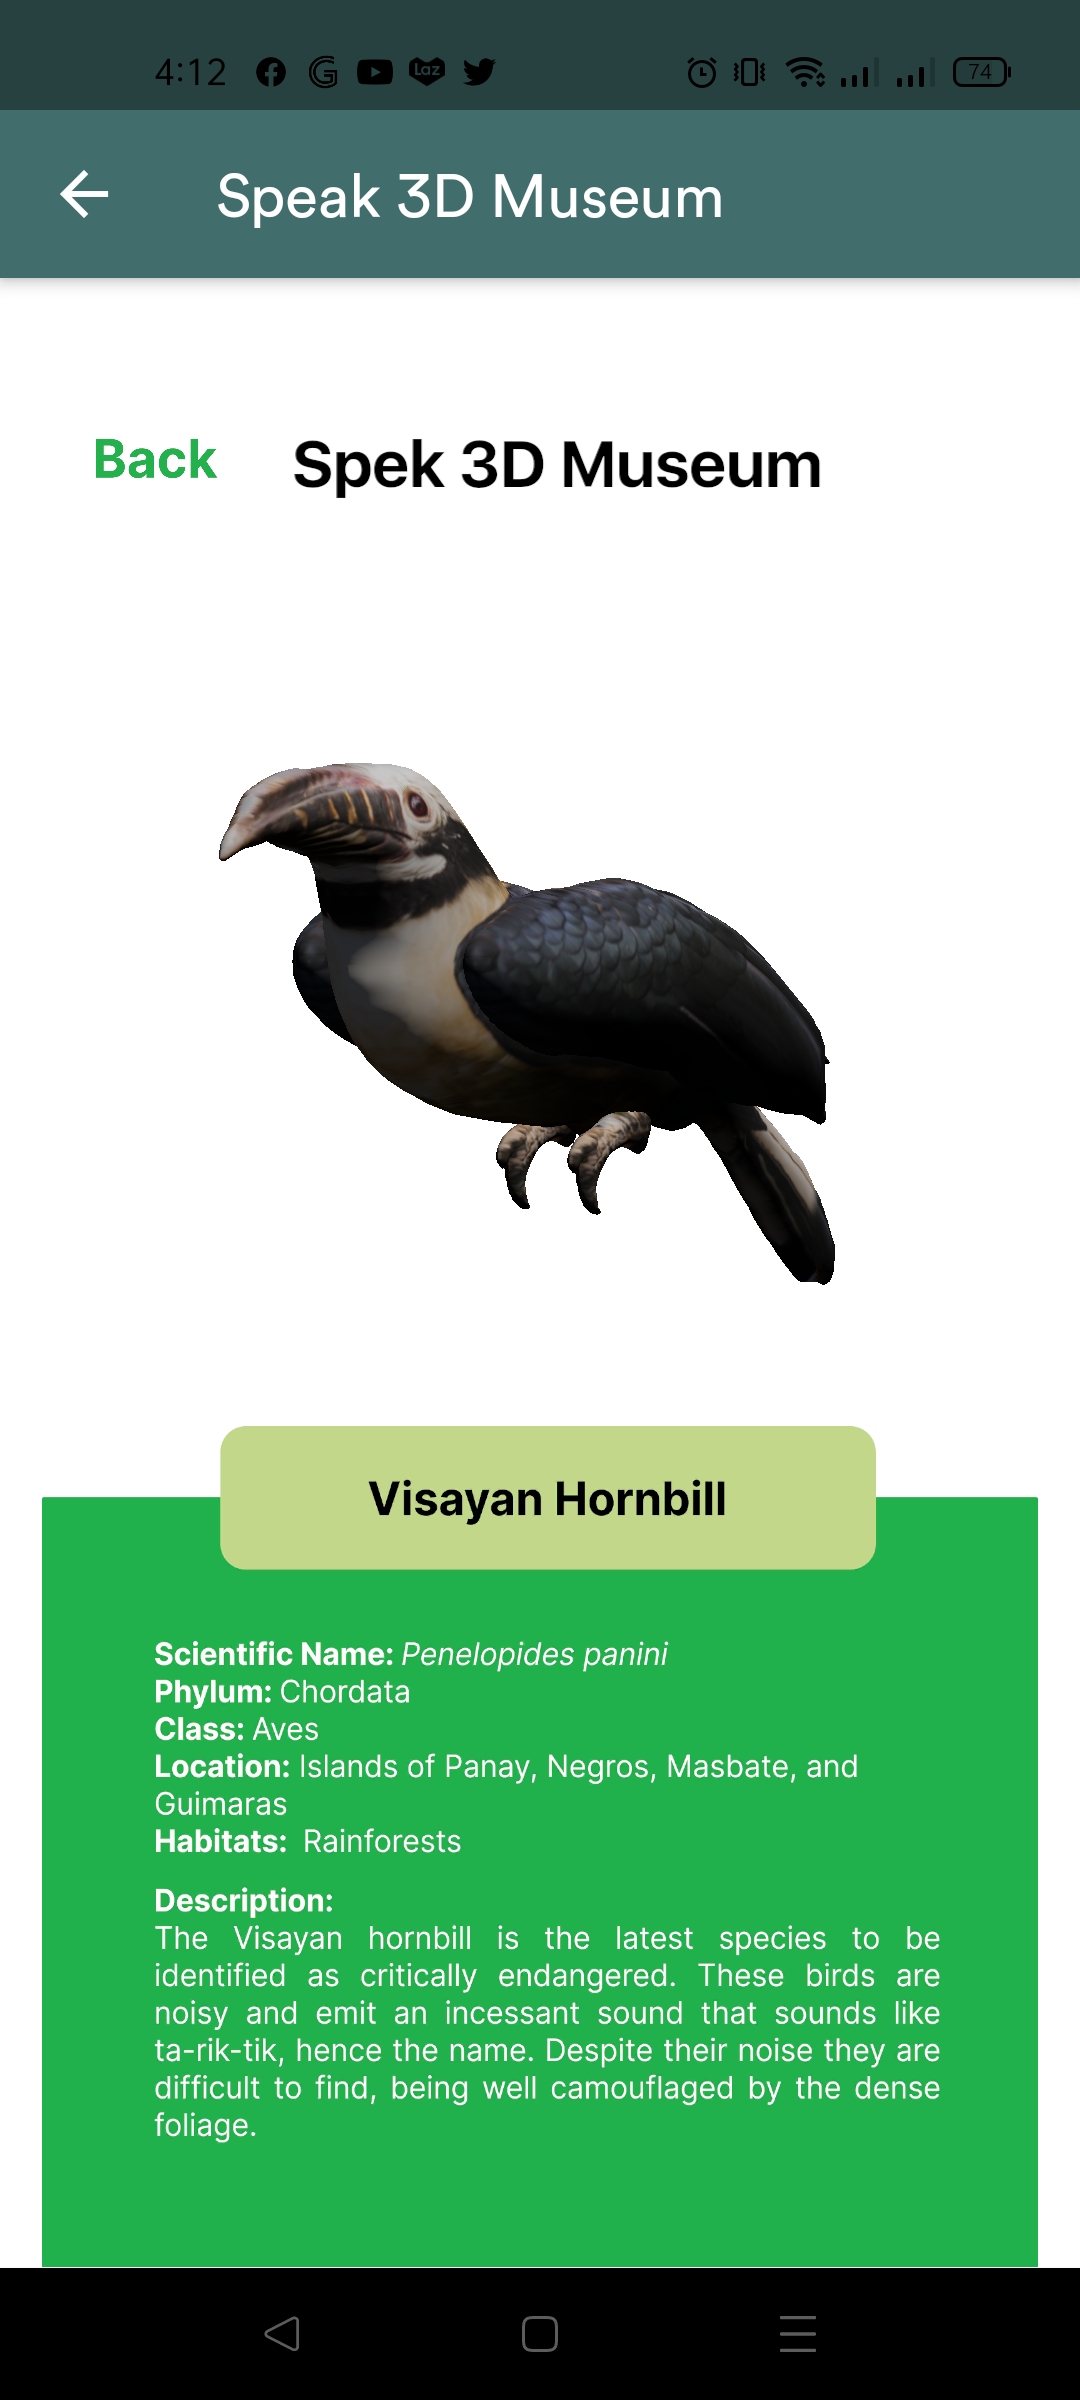 4:12
Laz
74
Speak 3D Museum
Back Spek 3D Museum
Visayan Hornbill
Scientific Name: Penelopides panini
Phylum: Chordata
Class: Aves
Location: Islands of Panay, Negros, Masbate, and
Guimaras
Habitats: Rainforests
Description:
The Visayan hornbill is the latest species to be
identified as critically endangered. These birds are
noisy and emit an incessant sound that sounds like
ta-rik-tik, hence the name. Despite their noise they are
difficult to find, being well camouflaged by the dense
foliage.